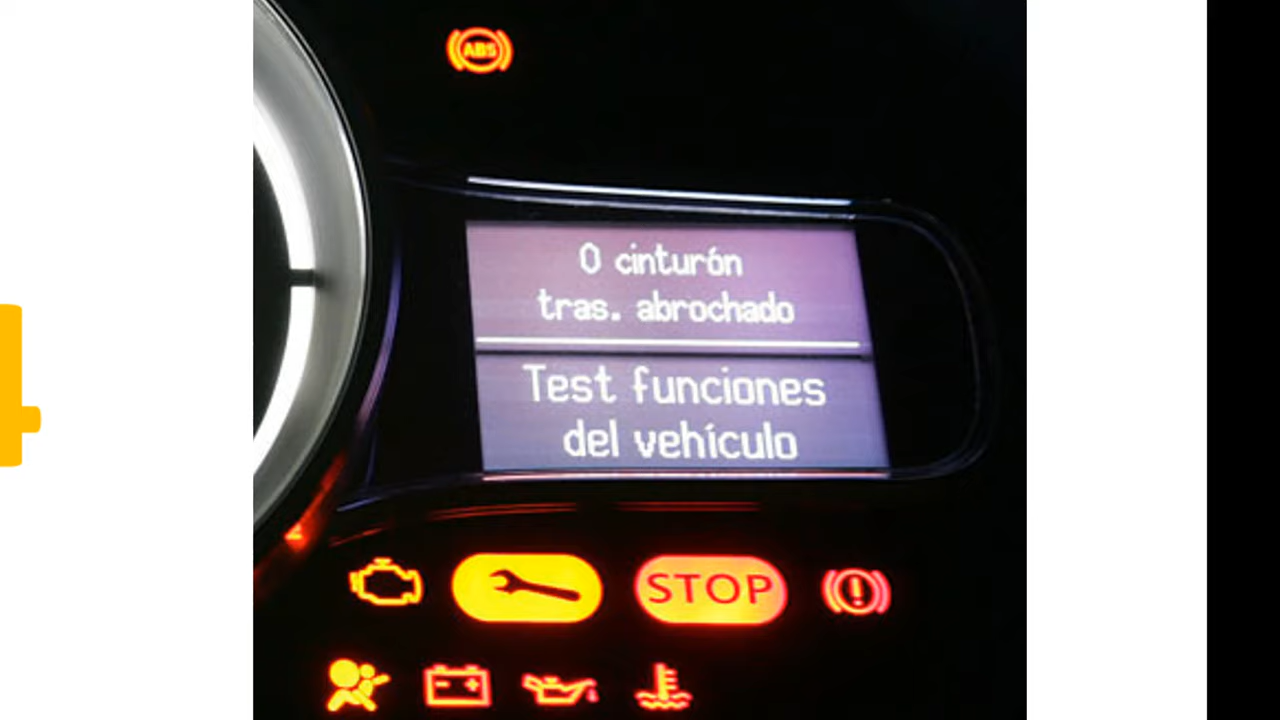 ABS
0 cinturón
tras. abrochado
Test funciones
del vehículo
STOP